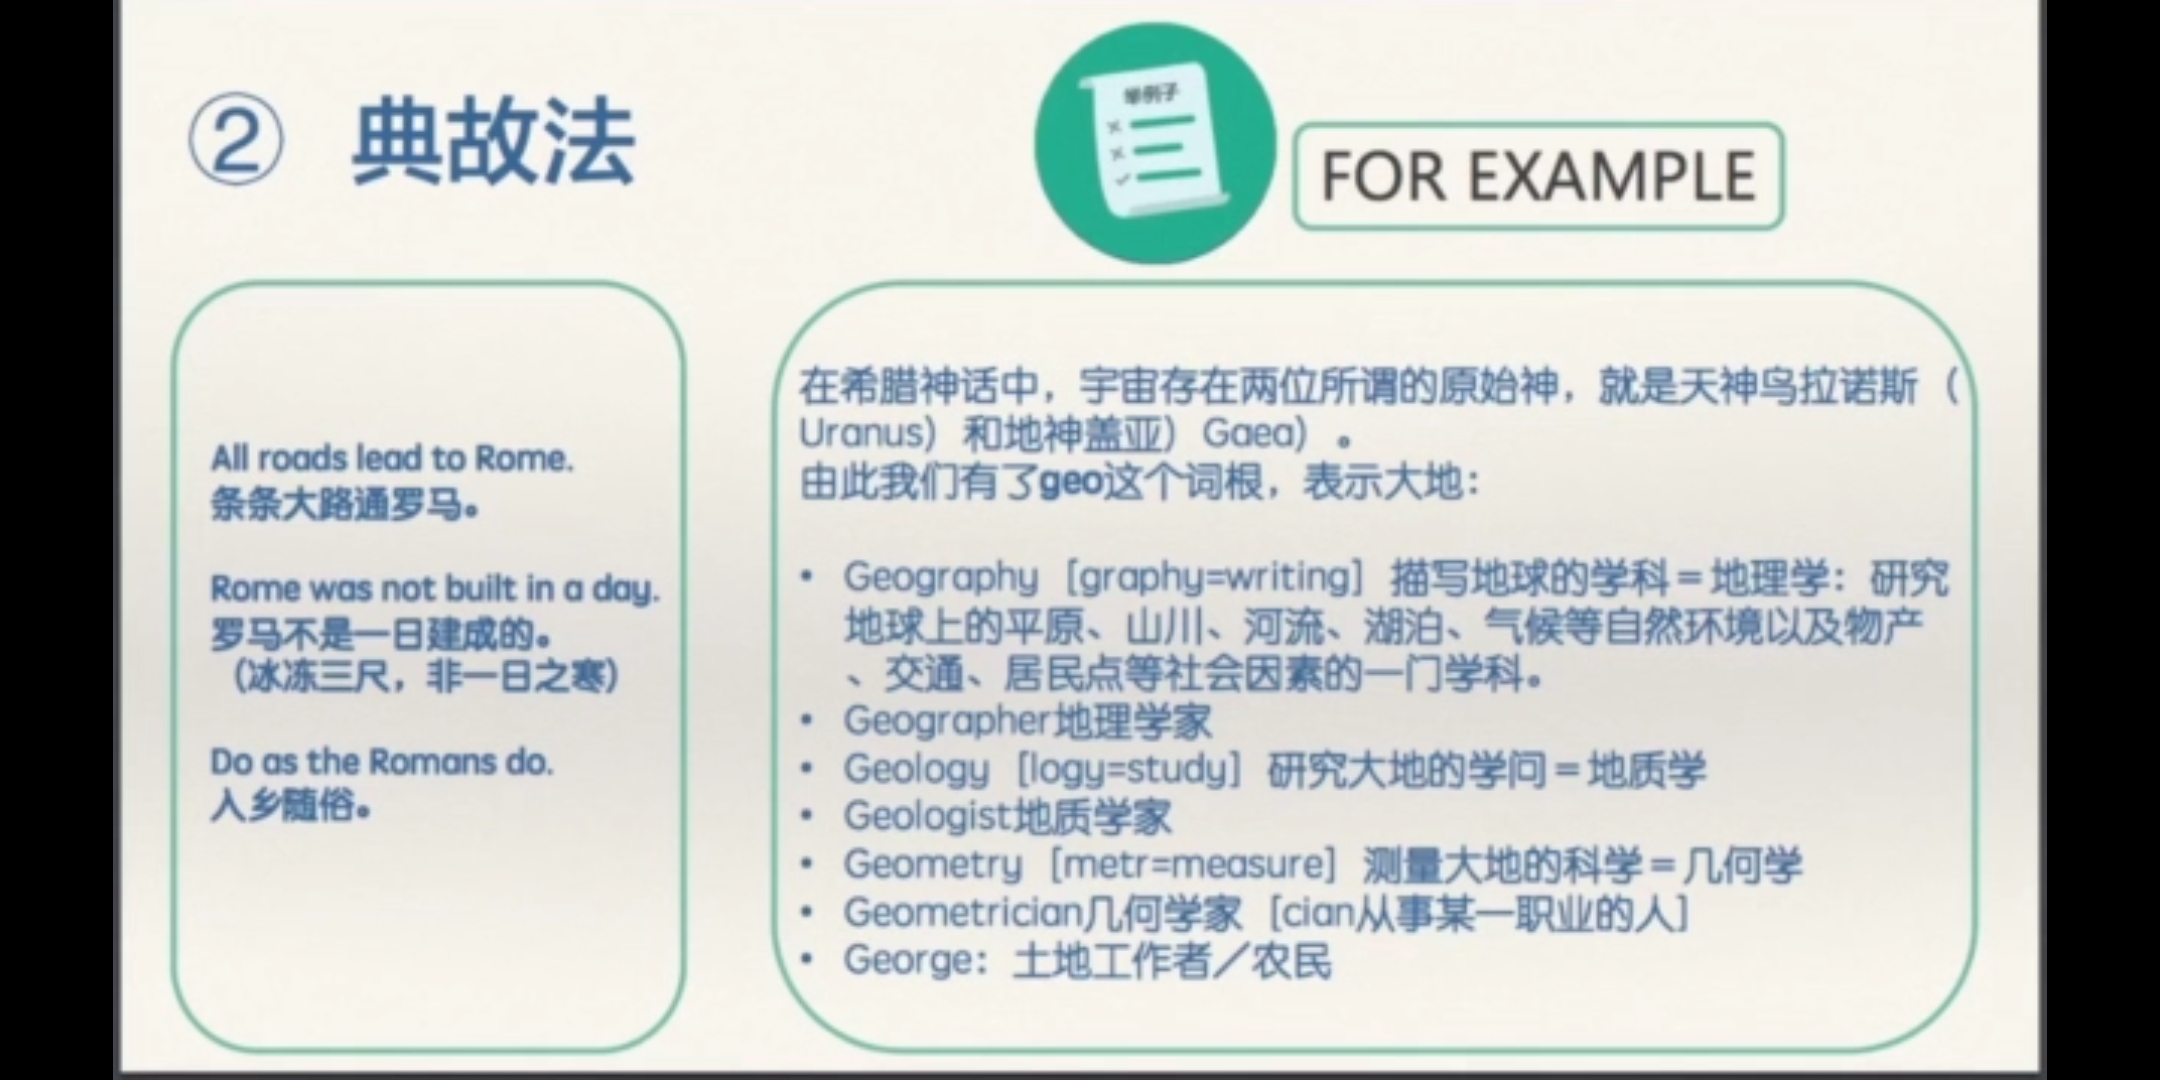 ② 典故法
举例子
FOR EXAMPLE
All roads lead to Rome.
条条大路通罗马。
Rome was not built in a day.
罗马不是一日建成的。
（冰冻三尺，非一日之寒）
Do as the Romans do.
入乡随俗。
在希腊神话中，宇宙存在两位所谓的原始神，就是天神乌拉诺斯（
Uranus）和地神盖亚）Gaea）。
由此我们有了geo这个词根，表示大地：
• Geography [graphy=writing] 描写地球的学科＝地理学：研究
地球上的平原、山川、河流、湖泊、气候等自然环境以及物产
、交通、居民点等社会因素的一门学科。
• Geographer地理学家
• Geology [logy=study] 研究大地的学问＝地质学
• Geologist地质学家
• Geometry [metr=measure] 测量大地的科学＝几何学
• Geometrician几何学家 [cian从事某一职业的人]
• George：土地工作者／农民